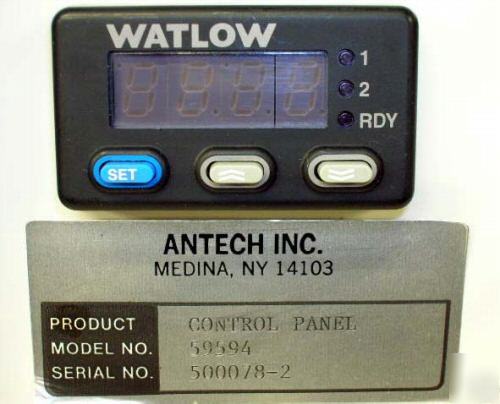 WATLOW
1
2
RDY
SET
ANTECH INC.
MEDINA, NY 14103
PRODUCT CONTROL PANEL
MODEL NO. 59594
SERIAL NO. 500078-2